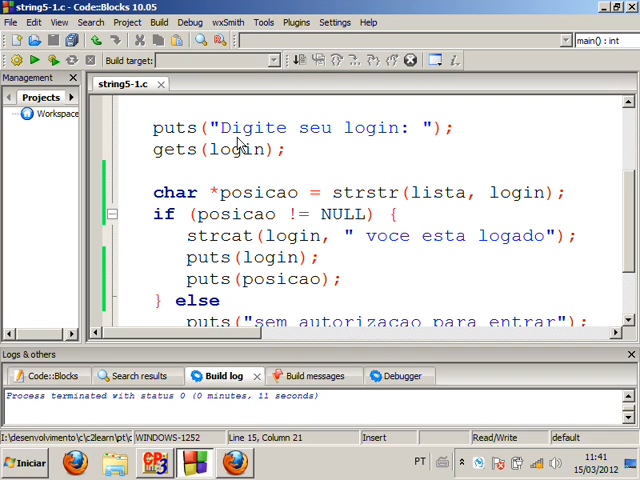 string5-1.c - Code::Blocks 10.05
File Edit View Search Project Build Debug wxSmith Tools Plugins Settings Help
Build target: main() : int
Management
Projects
Workspace
string5-1.c
puts("Digite seu login: ");
gets(login);
char *posicao = strstr(lista, login);
if (posicao != NULL) {
strcat(login, " voce esta logado");
puts(login);
puts(posicao);
} else
puts("sem autorizacao para entrar");
Logs & others
Code::Blocks Search results Build log Build messages Debugger
Process terminated with status 0 (0 minutes, 11 seconds)
I:\desenvolvimento\c\c2learn\pt\c WINDOWS-1252 Line 15, Column 21 Insert Read/Write default
Iniciar PT 11:41
15/03/2012